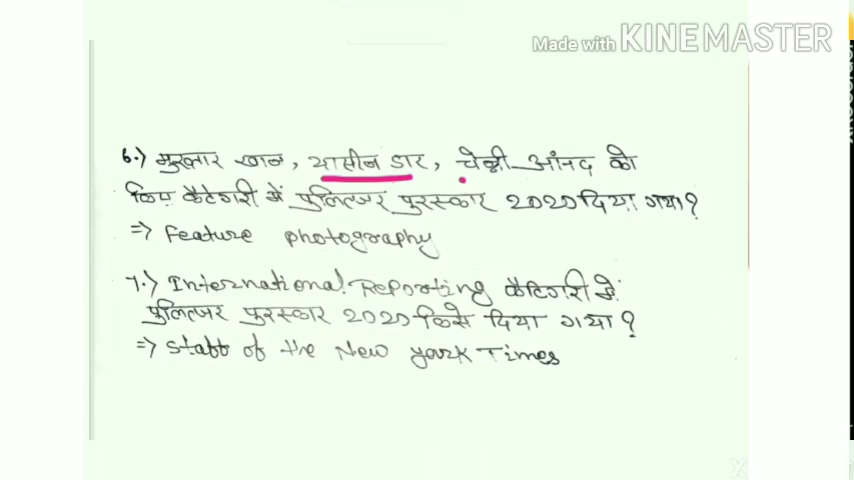 Made with KINEMASTER
6.) मुख्तार खान, यासीन डार, चेन्नी आंनद को
किस कैटेगरी में पुलित्जर पुरस्कार 2020 दिया गया?
⇒ Feature photography
7.) International Reporting कैटेगरी में
पुलित्जर पुरस्कार 2020 किसे दिया गया?
⇒ Staff of the New York Times